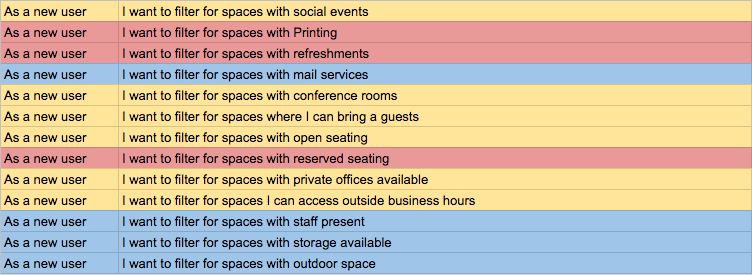 As a new user I want to filter for spaces with social events
As a new user I want to filter for spaces with Printing
As a new user I want to filter for spaces with refreshments
As a new user I want to filter for spaces with mail services
As a new user I want to filter for spaces with conference rooms
As a new user I want to filter for spaces where I can bring a guests
As a new user I want to filter for spaces with open seating
As a new user I want to filter for spaces with reserved seating
As a new user I want to filter for spaces with private offices available
As a new user I want to filter for spaces I can access outside business hours
As a new user I want to filter for spaces with staff present
As a new user I want to filter for spaces with storage available
As a new user I want to filter for spaces with outdoor space